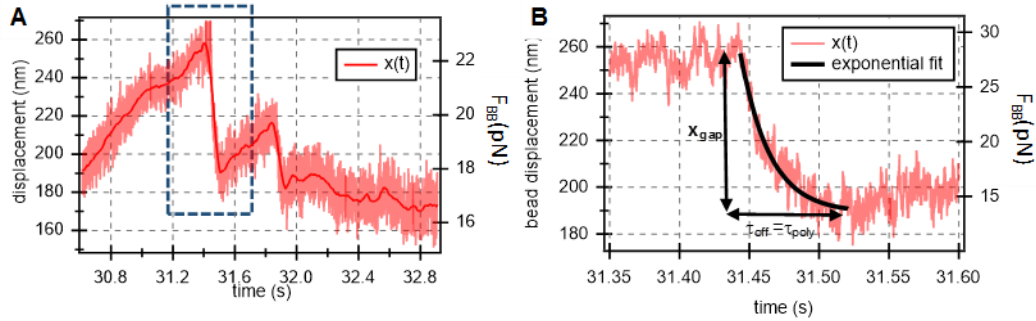 A
260
240
220
200
180
160
displacement (nm)
x(t)
22
20
18
16
F_BB(pN)
30.8 31.2 31.6 32.0 32.4 32.8
time (s)
B
260
240
220
200
180
bead displacement (nm)
x(t)
exponential fit
x_gap
τ_off =τ_poly
30
25
20
15
F_BB(pN)
31.35 31.40 31.45 31.50 31.55 31.60
time (s)